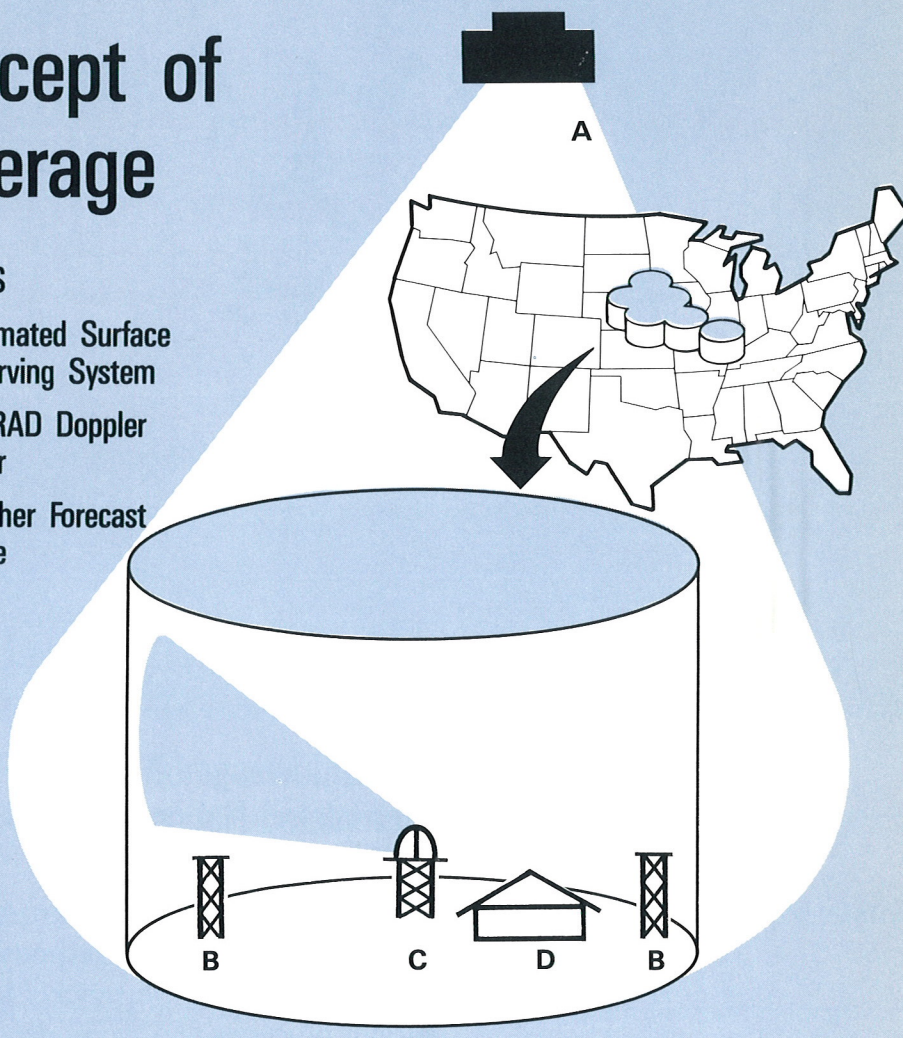 cept of
erage
s
mated Surface
rving System
RAD Doppler
r
her Forecast
e
A
B C D B